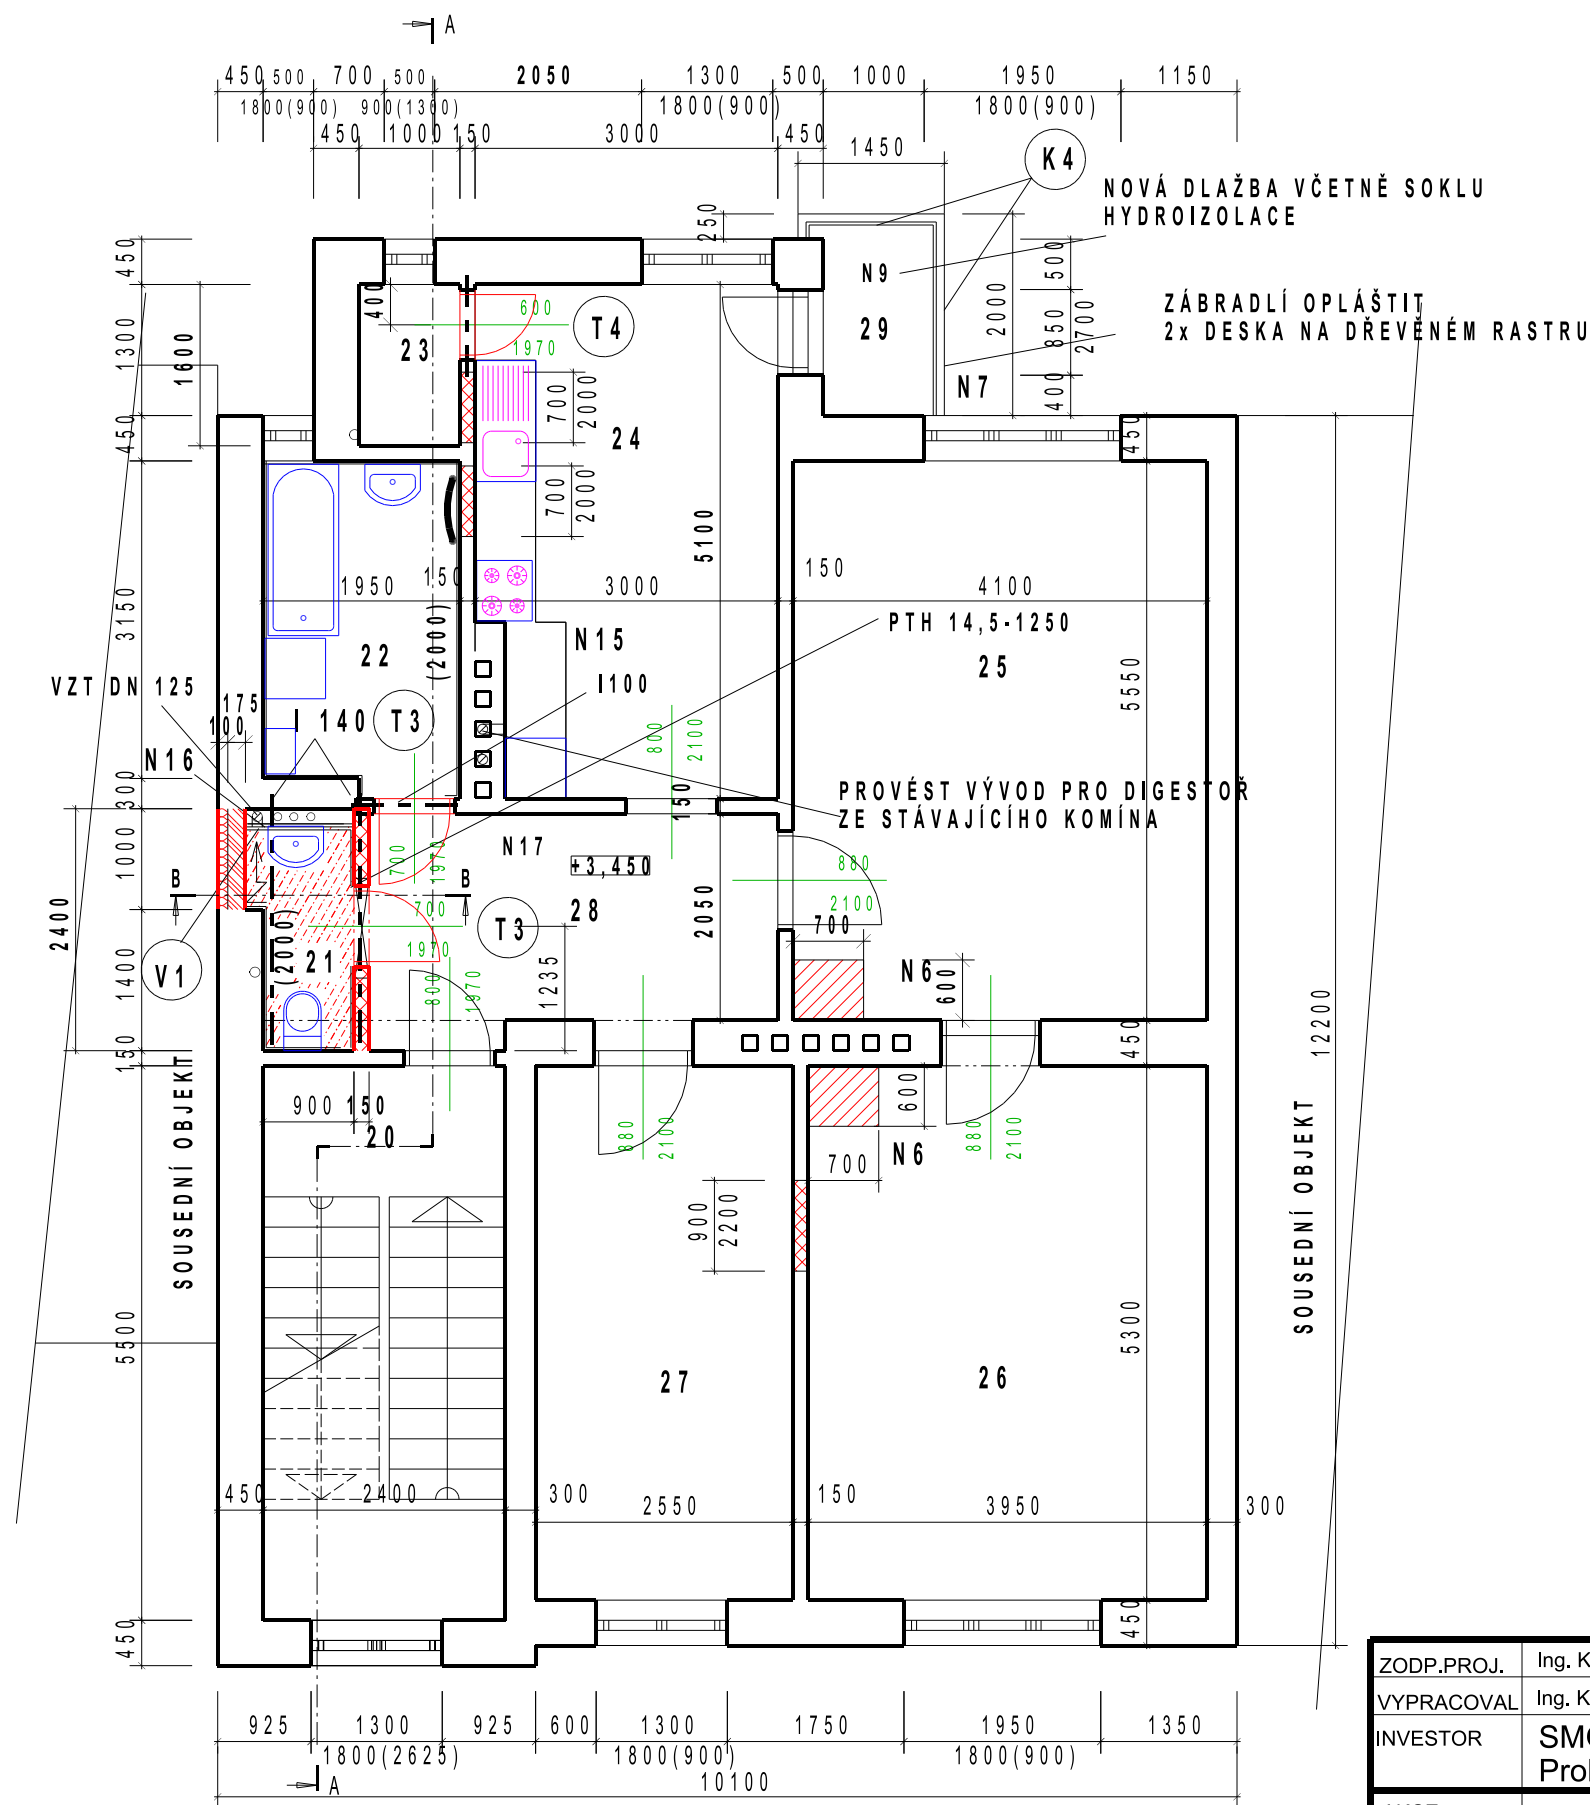 A
450 500 700 500 2050 1300 500 1000 1950 1150
1800(900) 900(1300) 1800(900) 1800(900)
450 1000 150 3000 450
1450
K4
NOVÁ DLAŽBA VČETNĚ SOKLU
HYDROIZOLACE
250
450
1300
1600
400
23
600
1970
T4
N9
29
500
2000
850
2700
400
ZÁBRADLÍ OPLÁŠTIT
2x DESKA NA DŘEVĚNÉM RASTRU
N7
450
700
2000
24
450
700
2000
5100
3150
1950
150
3000
150
4100
PTH 14,5-1250
22
(2000)
N15
25
VZT DN 125
I100
5550
175
100
I 140
T3
800
2100
N16
300
PROVÉST VÝVOD PRO DIGESTOŘ
ZE STÁVAJÍCÍHO KOMÍNA
150
N17
+3,450
1000
700
1970
880
2100
B
B
2400
28
2050
700
T3
700
1970
V1
(2000)
21
1400
800
1970
1235
N6
600
12200
150
450
SOUSEDNÍ OBJEKT
900 150
20
600
880
2100
880
2100
N6
700
SOUSEDNÍ OBJEKT
900
2200
5500
5300
27
26
450 2400 300 2550 150 3950 300
450
450
925 1300 925 600 1300 1750 1950 1350
1800(2625) 1800(900) 1800(900)
A
10100
ZODP.PROJ. Ing. K
VYPRACOVAL Ing. K
INVESTOR